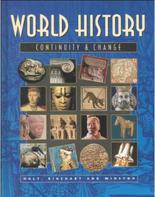 WORLD HISTORY
CONTINUITY & CHANGE
HOLT, RINEHART AND WINSTON